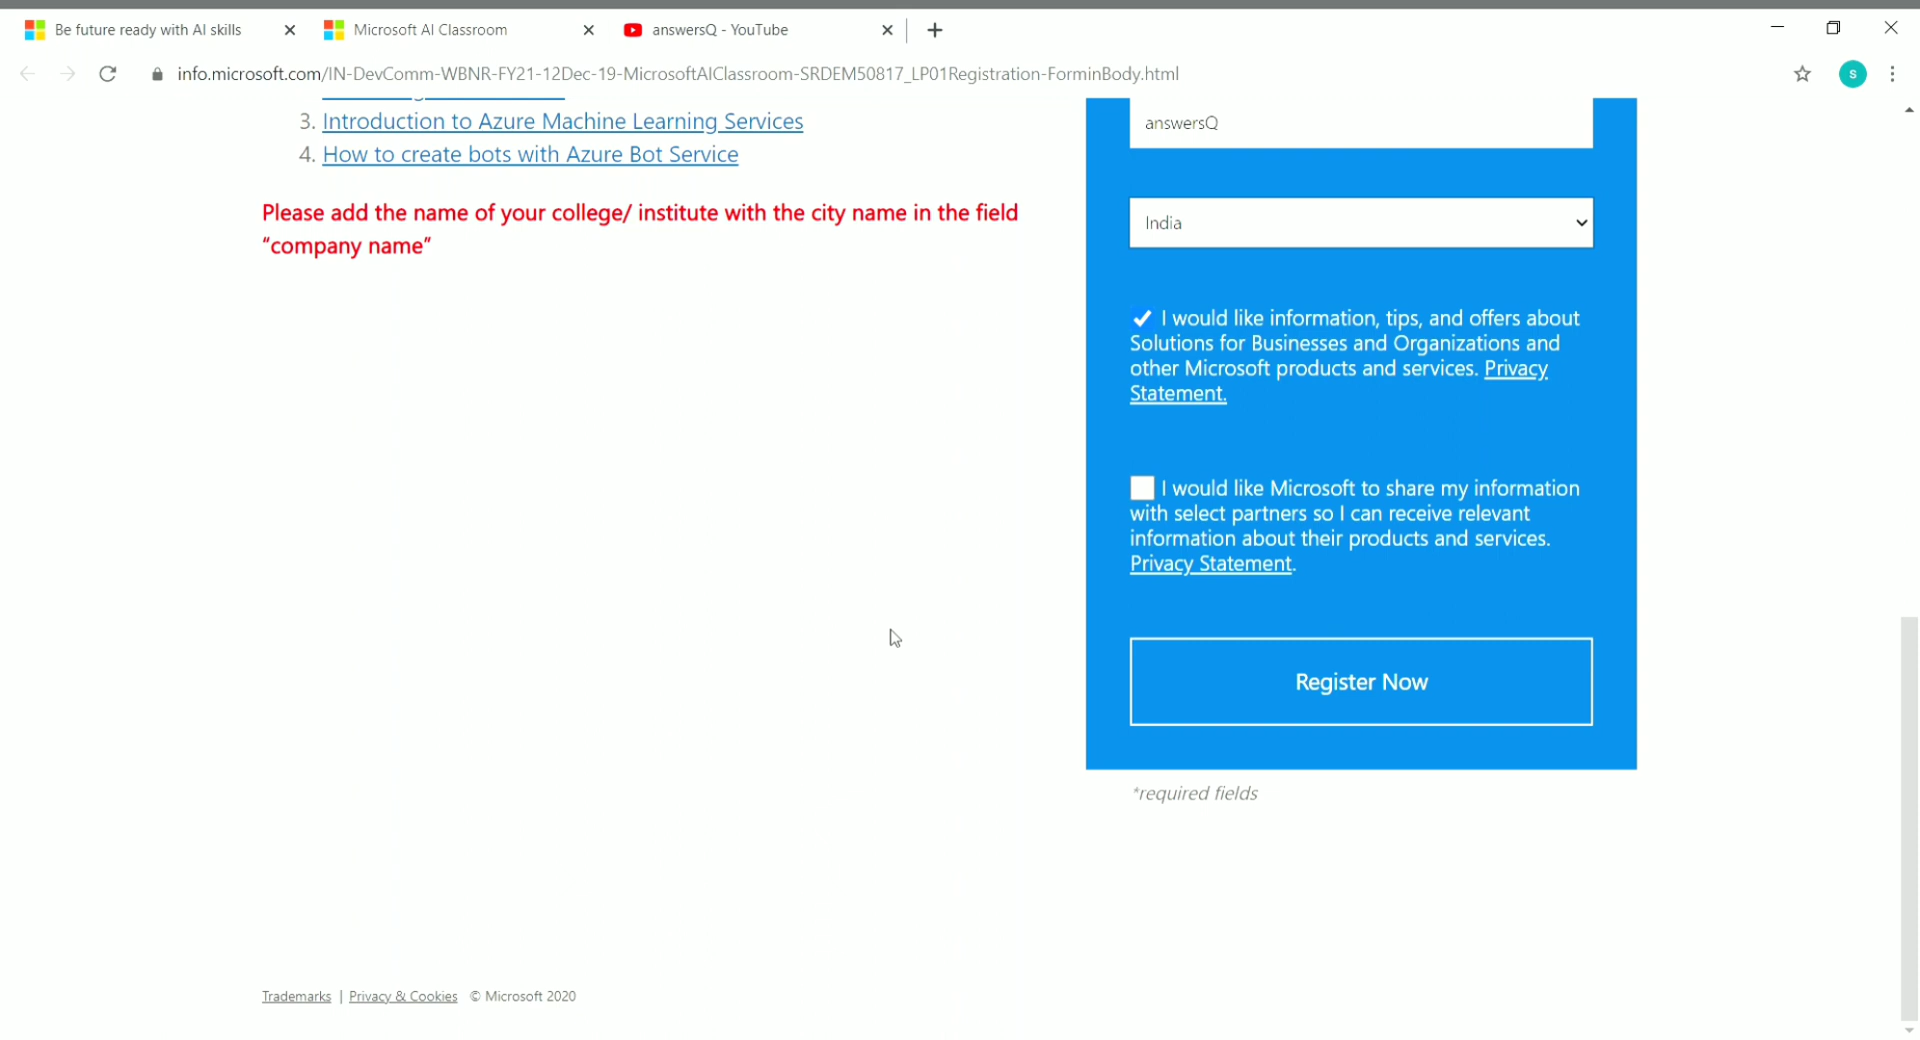 Be future ready with AI skills
Microsoft AI Classroom
answersQ - YouTube
info.microsoft.com/IN-DevComm-WBNR-FY21-12Dec-19-MicrosoftAIClassroom-SRDEM50817_LP01Registration-ForminBody.html
s
3. Introduction to Azure Machine Learning Services
4. How to create bots with Azure Bot Service
Please add the name of your college/ institute with the city name in the field
“company name”
answersQ
India
I would like information, tips, and offers about
Solutions for Businesses and Organizations and
other Microsoft products and services. Privacy
Statement.
I would like Microsoft to share my information
with select partners so I can receive relevant
information about their products and services.
Privacy Statement.
Register Now
*required fields
Trademarks | Privacy & Cookies © Microsoft 2020